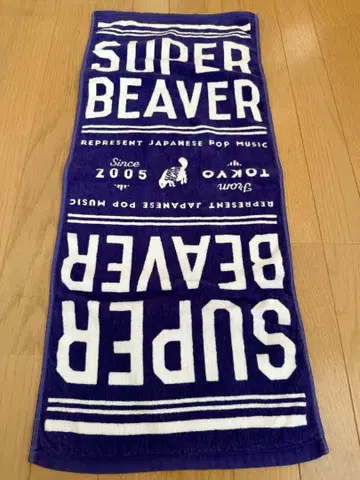 SUPER
BEAVER
REPRESENT JAPANESE POP MUSIC
Since
2005
From
TOKYO
REPRESENT JAPANESE POP MUSIC
SUPER
BEAVER